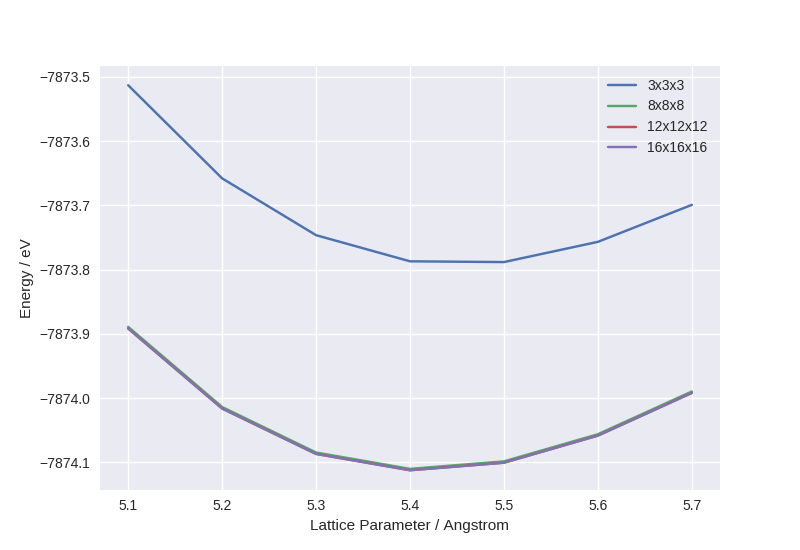 −7873.5
−7873.6
−7873.7
−7873.8
−7873.9
−7874.0
−7874.1
Energy / eV
3x3x3
8x8x8
12x12x12
16x16x16
5.1 5.2 5.3 5.4 5.5 5.6 5.7
Lattice Parameter / Angstrom